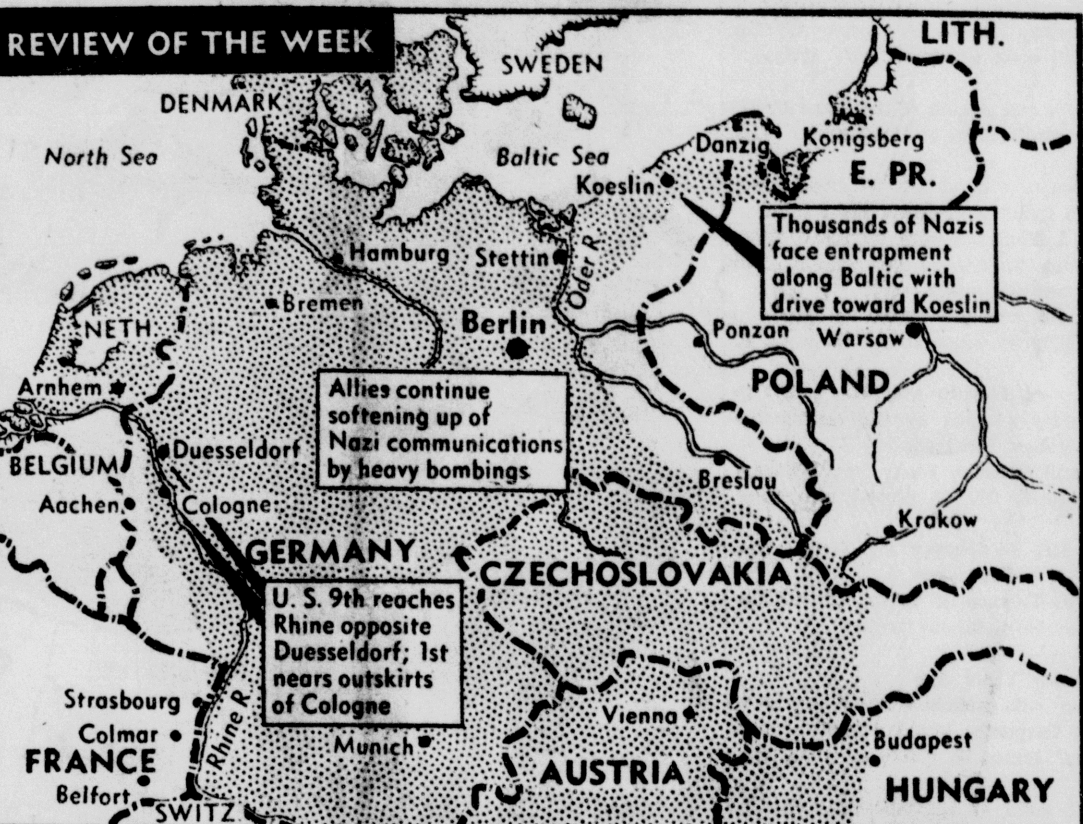 REVIEW OF THE WEEK
LITH.
SWEDEN
DENMARK
North Sea
Baltic Sea
Danzig
Konigsberg
E. PR.
Koeslin
Thousands of Nazis
face entrapment
along Baltic with
drive toward Koeslin
Hamburg
Stettin
Oder R.
Bremen
Berlin
NETH.
Ponzan
Warsaw
Arnhem
POLAND
Allies continue
softening up of
Nazi communications
by heavy bombings
BELGIUM
Duesseldorf
Breslau
Aachen
Cologne
Krakow
GERMANY
CZECHOSLOVAKIA
U. S. 9th reaches
Rhine opposite
Duesseldorf; 1st
nears outskirts
of Cologne
Strasbourg
Rhine R.
Vienna
Colmar
Munich
Budapest
FRANCE
AUSTRIA
Belfort
HUNGARY
SWITZ.